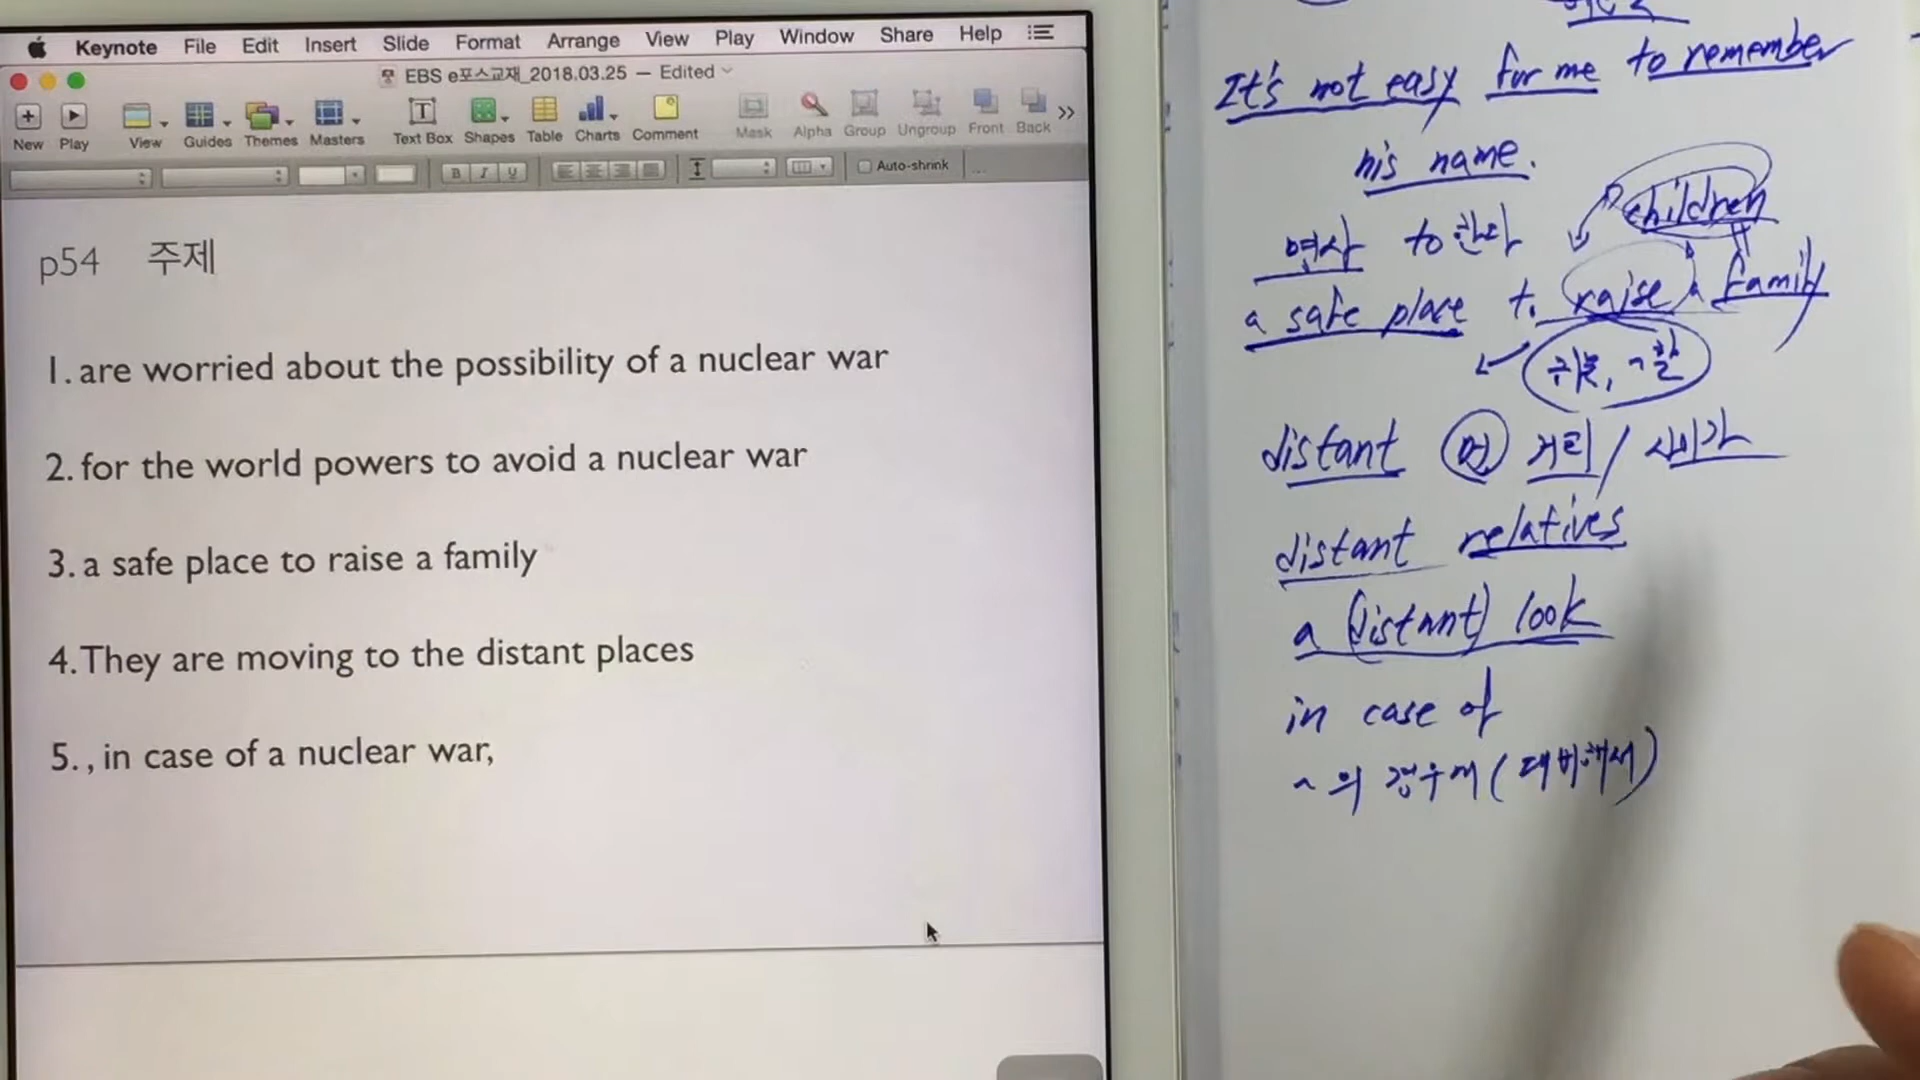 Keynote File Edit Insert Slide Format Arrange View Play Window Share Help
EBS e포스교재_2018.03.25 — Edited
New Play View Guides Themes Masters Text Box Shapes Table Charts Comment Mask Alpha Group Ungroup Front Back
B I U Auto-shrink
p54 주제
1. are worried about the possibility of a nuclear war
2. for the world powers to avoid a nuclear war
3. a safe place to raise a family
4. They are moving to the distant places
5. , in case of a nuclear war,
It's not easy for me to remember
his name.
children
명사 to 한다
a safe place to raise a family
distant 먼 거리/시간
distant relatives
a (distant) look
in case of
~의 경우에 (대비해서)